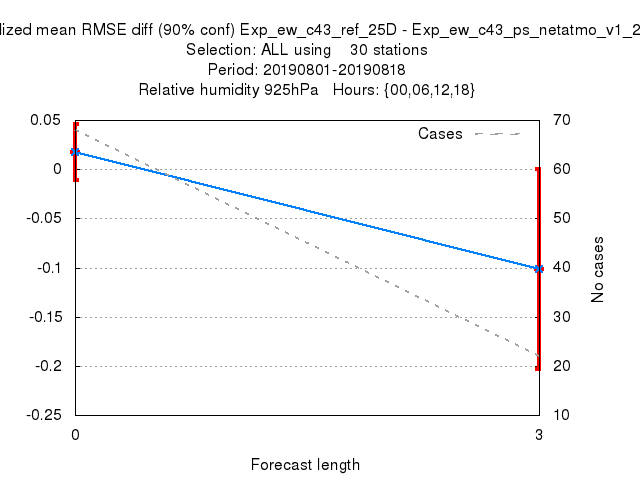 lized mean RMSE diff (90% conf) Exp_ew_c43_ref_25D - Exp_ew_c43_ps_netatmo_v1_2
Selection: ALL using 30 stations
Period: 20190801-20190818
Relative humidity 925hPa Hours: {00,06,12,18}
Cases
0.05
0
-0.05
-0.1
-0.15
-0.2
-0.25
70
60
50
40
30
20
10
No cases
0
3
Forecast length